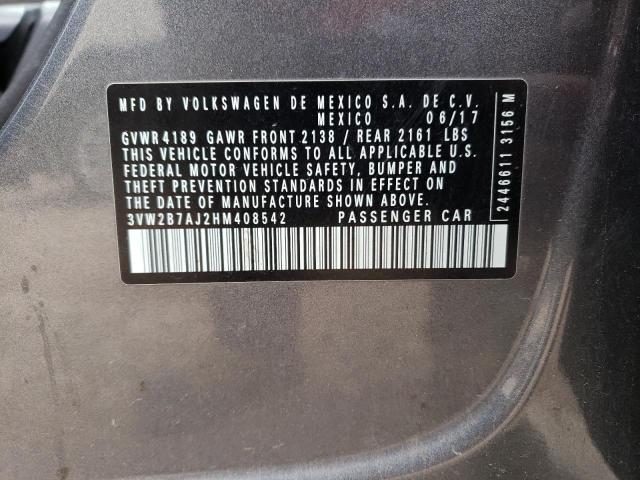 MFD BY VOLKSWAGEN DE MEXICO S.A. DE C.V.
MEXICO 06/17
GVWR 4189 GAWR FRONT 2138 / REAR 2161 LBS
THIS VEHICLE CONFORMS TO ALL APPLICABLE U.S.
FEDERAL MOTOR VEHICLE SAFETY, BUMPER AND
THEFT PREVENTION STANDARDS IN EFFECT ON
THE DATE OF MANUFACTURE SHOWN ABOVE.
3VW2B7AJ2HM408542 PASSENGER CAR
2446611 3156 M